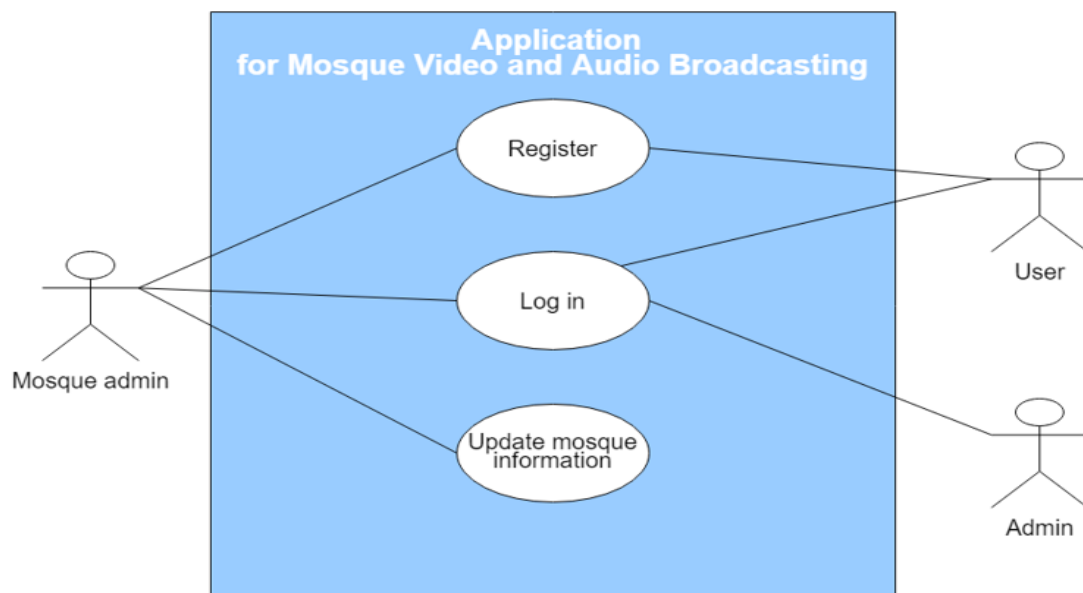 Application
for Mosque Video and Audio Broadcasting
Register
User
Log in
Mosque admin
Update mosque
information
Admin